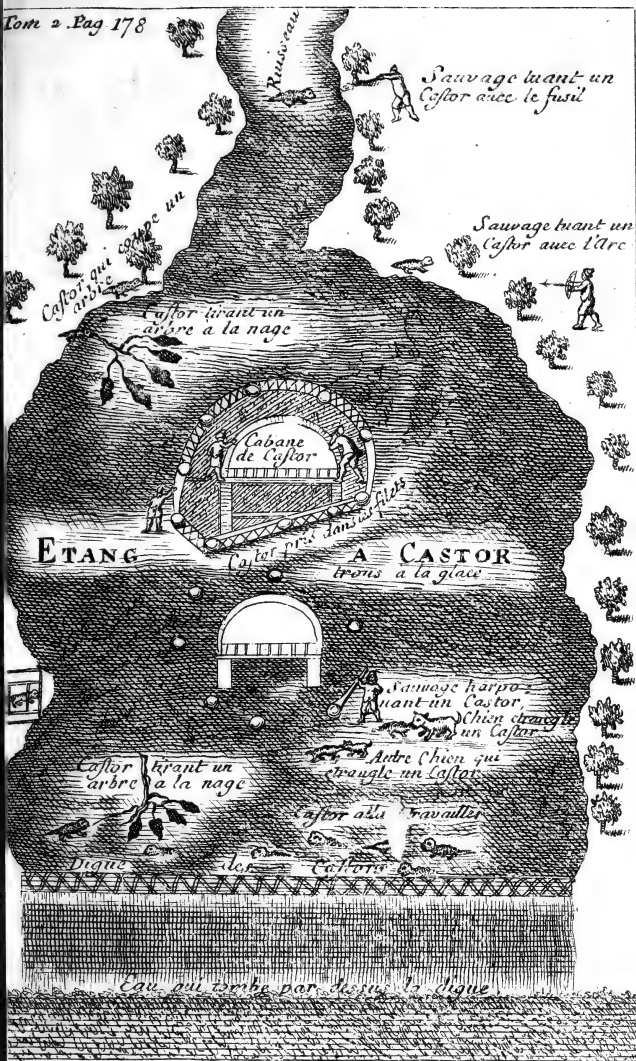 Tom 2. Pag 178
Ruisseau
Sauvage tuant un
Castor avec le fusil
Sauvage tuant un
Castor avec l'Arc
Castor qui coupe un
arbre
Castor tirant un
arbre a la nage
Cabane
de Castor
Castor pris dans les filets
ETANG A CASTOR
trous a la glace
Sauvage harpo-
nant un Castor
Chien etrangle
un Castor
Autre Chien qui
etrangle un Castor
Castor tirant un
arbre a la nage
Castor travailler
Digue des Castors
Eau qui tombe par dessus la digue